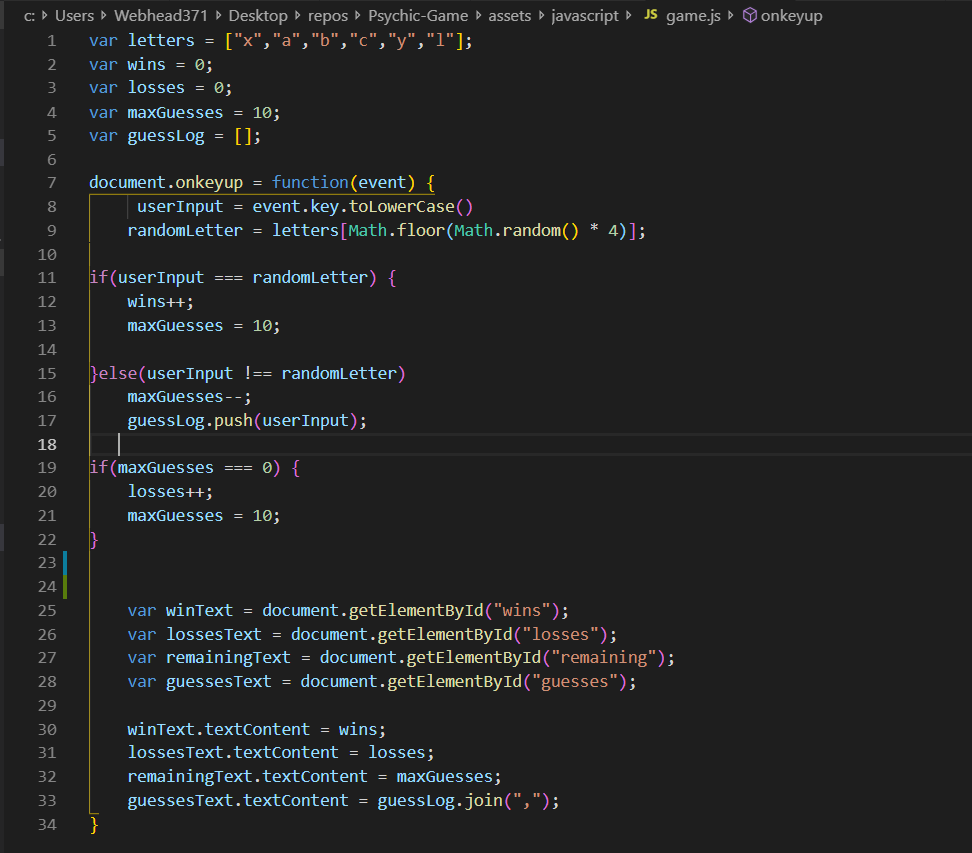 c: > Users > Webhead371 > Desktop > repos > Psychic-Game > assets > javascript > JS game.js > onkeyup
1 var letters = ["x","a","b","c","y","l"];
2 var wins = 0;
3 var losses = 0;
4 var maxGuesses = 10;
5 var guessLog = [];
6
7 document.onkeyup = function(event) {
8      userInput = event.key.toLowerCase()
9     randomLetter = letters[Math.floor(Math.random() * 4)];
10
11 if(userInput === randomLetter) {
12     wins++;
13     maxGuesses = 10;
14
15 }else(userInput !== randomLetter)
16     maxGuesses--;
17     guessLog.push(userInput);
18
19 if(maxGuesses === 0) {
20     losses++;
21     maxGuesses = 10;
22 }
23
24
25     var winText = document.getElementById("wins");
26     var lossesText = document.getElementById("losses");
27     var remainingText = document.getElementById("remaining");
28     var guessesText = document.getElementById("guesses");
29
30     winText.textContent = wins;
31     lossesText.textContent = losses;
32     remainingText.textContent = maxGuesses;
33     guessesText.textContent = guessLog.join(",");
34 }